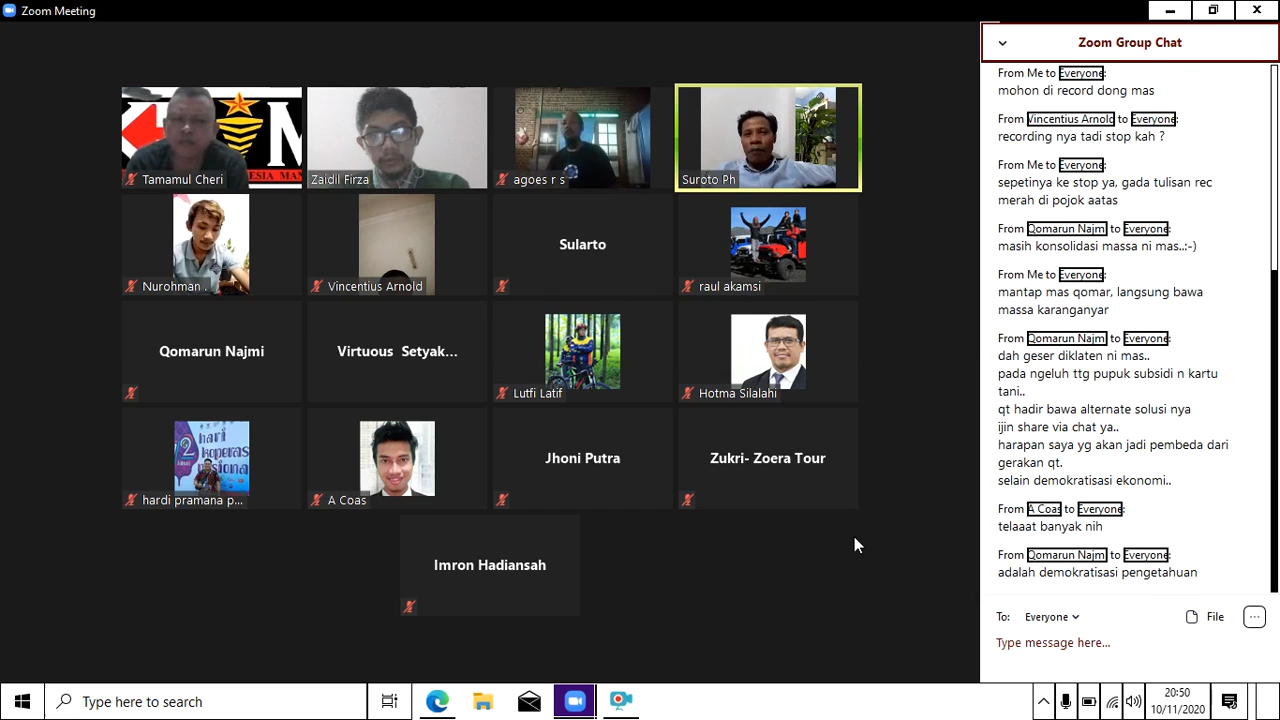 Zoom Meeting
Tamamul Cheri
Zaidil Firza
agoes r s
Suroto Ph
Nurohman .
Vincentius Arnold
Sularto
raul akamsi
Qomarun Najmi
Virtuous Setyak...
Lutfi Latif
Hotma Silalahi
hardi pramana p...
A Coas
Jhoni Putra
Zukri- Zoera Tour
Imron Hadiansah
Zoom Group Chat
From Me to Everyone:
mohon di record dong mas
From Vincentius Arnold to Everyone:
recording nya tadi stop kah ?
From Me to Everyone:
sepetinya ke stop ya, gada tulisan rec
merah di pojok aatas
From Qomarun Najmi to Everyone:
masih konsolidasi massa ni mas..:-)
From Me to Everyone:
mantap mas qomar, langsung bawa
massa karanganyar
From Qomarun Najmi to Everyone:
dah geser diklaten ni mas..
pada ngeluh ttg pupuk subsidi n kartu
tani..
qt hadir bawa alternate solusi nya
ijin share via chat ya..
harapan saya yg akan jadi pembeda dari
gerakan qt.
selain demokratisasi ekonomi..
From A Coas to Everyone:
telaaat banyak nih
From Qomarun Najmi to Everyone:
adalah demokratisasi pengetahuan
To: Everyone
File
Type message here...
Type here to search
20:50
10/11/2020